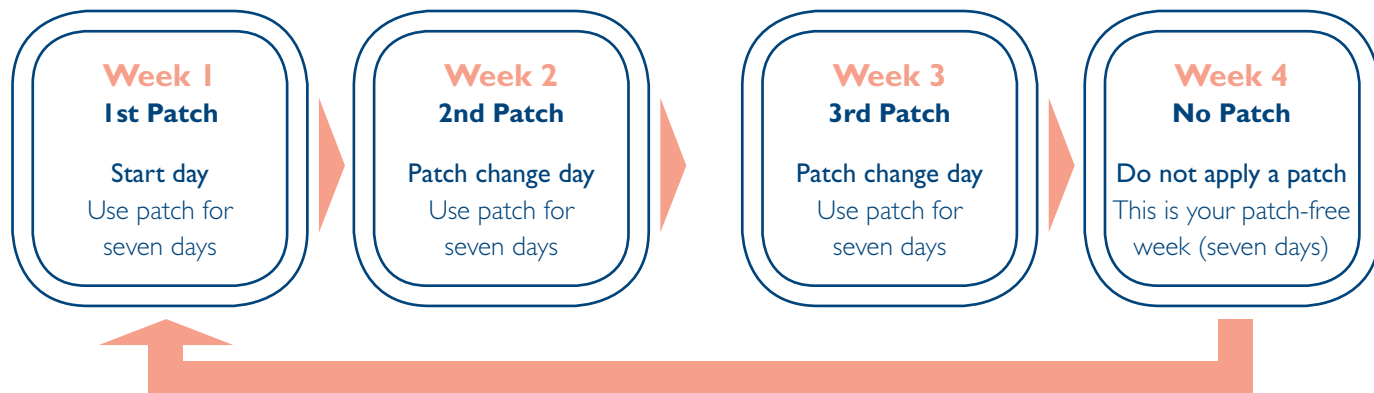 Week 1
1st Patch
Start day
Use patch for
seven days
Week 2
2nd Patch
Patch change day
Use patch for
seven days
Week 3
3rd Patch
Patch change day
Use patch for
seven days
Week 4
No Patch
Do not apply a patch
This is your patch-free
week (seven days)